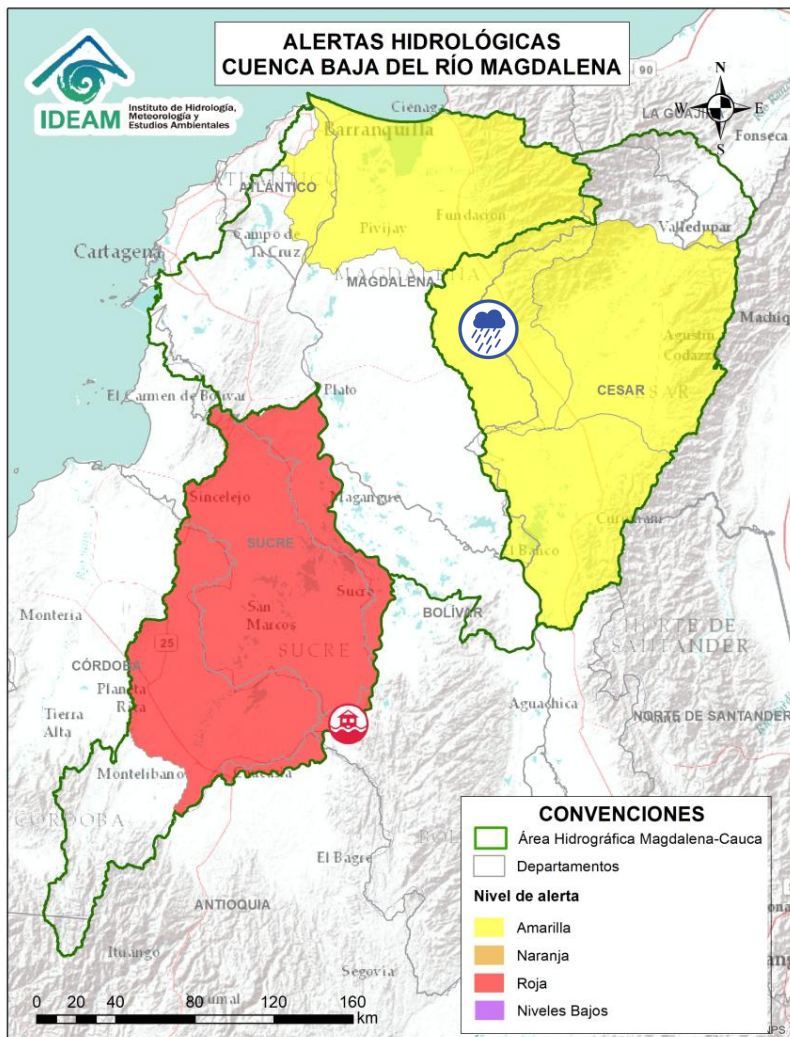 ALERTAS HIDROLÓGICAS
CUENCA BAJA DEL RÍO MAGDALENA
IDEAM
Instituto de Hidrología,
Meteorología y
Estudios Ambientales
N
W E
S
90
Ciénaga
LA GUAJIRA
Barranquilla
Fonseca
ATLÁNTICO
ATLÁNTICO
Pivijay
Fundación
Valledupar
Cartagena
Campo de
la Cruz
MAGDALENA
MAGDALENA
Machiq
Agustín
Codazzi
CESAR
CESAR
El Carmen de Bolívar
Plato
Sincelejo
Magangué
Curumaní
SUCRE
El Banco
Sucre
San
Marcos
BOLÍVAR
Montería
SUCRE
NORTE DE
SANTANDER
25
CÓRDOBA
Planeta
Rica
Aguachica
Tierra
Alta
NORTE DE SANTANDER
Montelíbano
CÓRDOBA
El Bagre
ANTIOQUIA
Ituango
Segovia
CONVENCIONES
Área Hidrográfica Magdalena-Cauca
Departamentos
Nivel de alerta
Amarilla
Naranja
Roja
Niveles Bajos
0 20 40 80 120 160
km
NPS